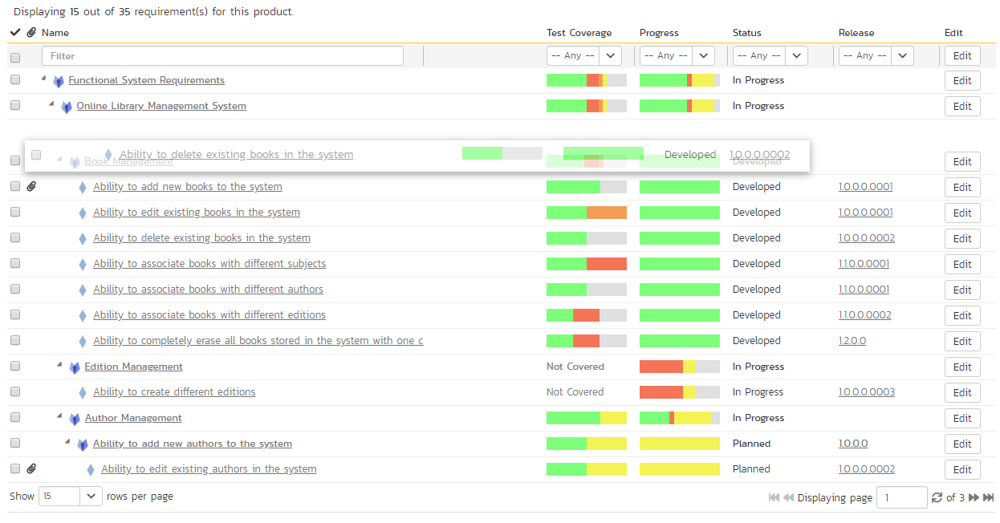 Displaying 15 out of 35 requirement(s) for this product.
Name Test Coverage Progress Status Release Edit
Filter -- Any -- -- Any -- -- Any -- -- Any -- Edit
Functional System Requirements In Progress Edit
Online Library Management System In Progress Edit
Ability to delete existing books in the system Developed 1.0.0.0.0002
Book Management Developed Edit
Ability to add new books to the system Developed 1.0.0.0.0001 Edit
Ability to edit existing books in the system Developed 1.0.0.0.0001 Edit
Ability to delete existing books in the system Developed 1.0.0.0.0002 Edit
Ability to associate books with different subjects Developed 1.1.0.0.0001 Edit
Ability to associate books with different authors Developed 1.1.0.0.0001 Edit
Ability to associate books with different editions Developed 1.1.0.0.0002 Edit
Ability to completely erase all books stored in the system with one c Developed 1.2.0.0 Edit
Edition Management Not Covered In Progress Edit
Ability to create different editions Not Covered In Progress 1.0.0.0.0003 Edit
Author Management In Progress Edit
Ability to add new authors to the system Planned 1.0.0.0 Edit
Ability to edit existing authors in the system Planned 1.0.0.0.0002 Edit
Show 15 rows per page Displaying page 1 of 3